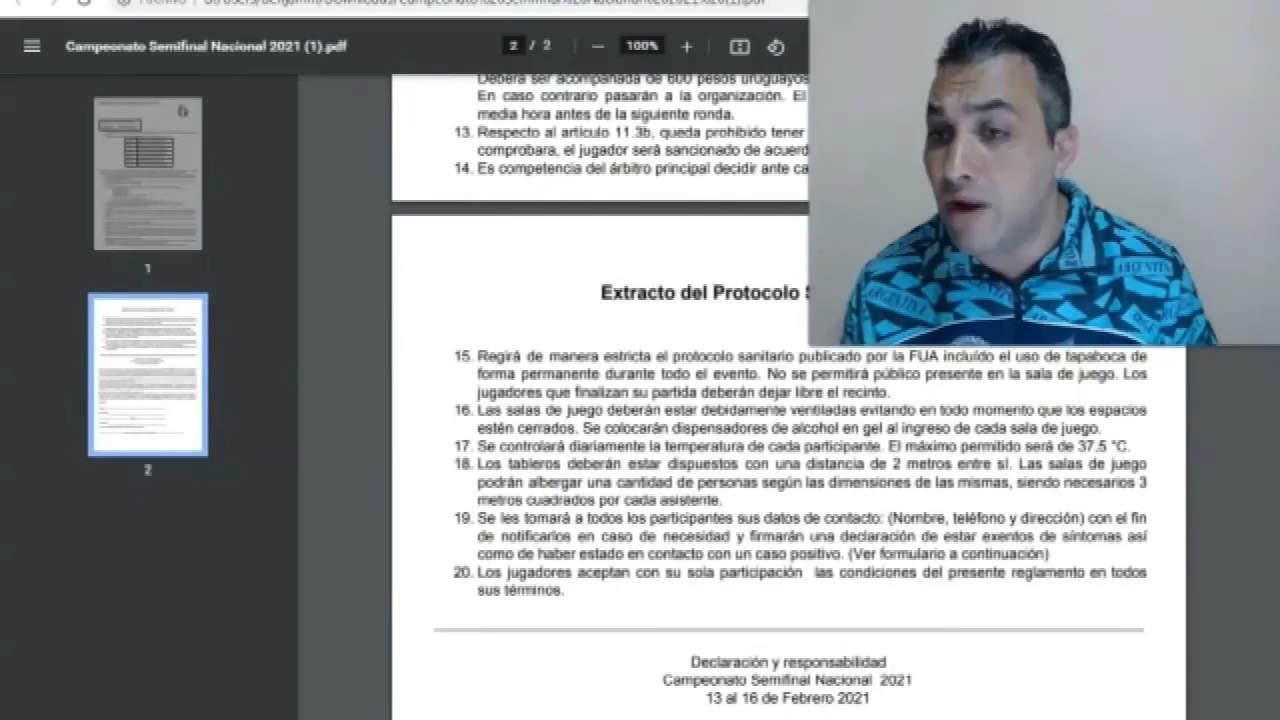 Campeonato Semifinal Nacional 2021 (1).pdf
2 / 2
100%
Deberá ser acompañada de 600 pesos uruguayos
En caso contrario pasarán a la organización. El
media hora antes de la siguiente ronda.
13. Respecto al artículo 11.3b, queda prohibido tener
comprobara, el jugador será sancionado de acuerd
14. Es competencia del árbitro principal decidir ante ca
Extracto del Protocolo
15. Regirá de manera estricta el protocolo sanitario publicado por la FUA incluído el uso de tapaboca de
forma permanente durante todo el evento. No se permitirá público presente en la sala de juego. Los
jugadores que finalizan su partida deberán dejar libre el recinto.
16. Las salas de juego deberán estar debidamente ventiladas evitando en todo momento que los espacios
estén cerrados. Se colocarán dispensadores de alcohol en gel al ingreso de cada sala de juego.
17. Se controlará diariamente la temperatura de cada participante. El máximo permitido será de 37.5 °C.
18. Los tableros deberán estar dispuestos con una distancia de 2 metros entre sí. Las salas de juego
podrán albergar una cantidad de personas según las dimensiones de las mismas, siendo necesarios 3
metros cuadrados por cada asistente.
19. Se les tomará a todos los participantes sus datos de contacto: (Nombre, teléfono y dirección) con el fin
de notificarlos en caso de necesidad y firmarán una declaración de estar exentos de síntomas así
como de haber estado en contacto con un caso positivo. (Ver formulario a continuación)
20. Los jugadores aceptan con su sola participación las condiciones del presente reglamento en todos
sus términos.
Declaración y responsabilidad
Campeonato Semifinal Nacional 2021
13 al 16 de Febrero 2021
1
2
ARGENTINA